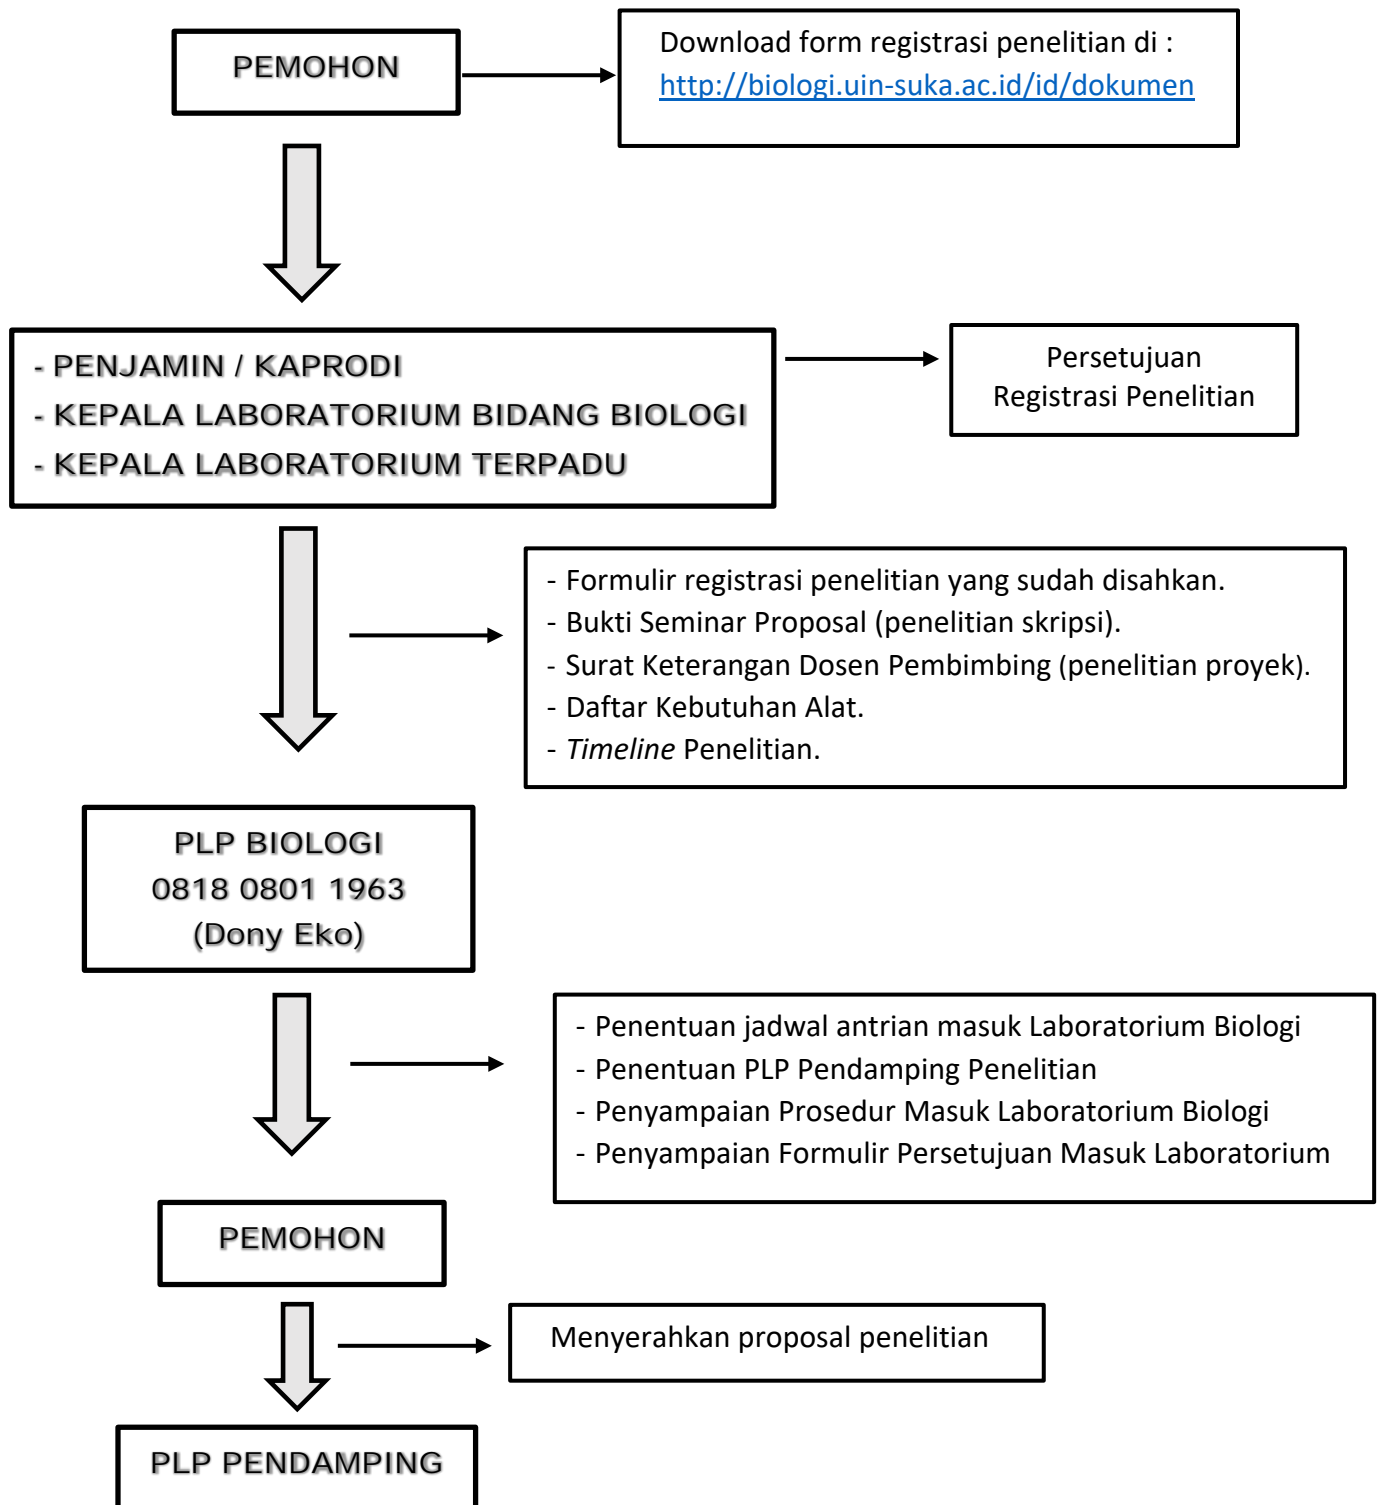 PEMOHON
Download form registrasi penelitian di :
http://biologi.uin-suka.ac.id/id/dokumen
- PENJAMIN / KAPRODI
- KEPALA LABORATORIUM BIDANG BIOLOGI
- KEPALA LABORATORIUM TERPADU
Persetujuan
Registrasi Penelitian
- Formulir registrasi penelitian yang sudah disahkan.
- Bukti Seminar Proposal (penelitian skripsi).
- Surat Keterangan Dosen Pembimbing (penelitian proyek).
- Daftar Kebutuhan Alat.
- Timeline Penelitian.
PLP BIOLOGI
0818 0801 1963
(Dony Eko)
- Penentuan jadwal antrian masuk Laboratorium Biologi
- Penentuan PLP Pendamping Penelitian
- Penyampaian Prosedur Masuk Laboratorium Biologi
- Penyampaian Formulir Persetujuan Masuk Laboratorium
PEMOHON
Menyerahkan proposal penelitian
PLP PENDAMPING